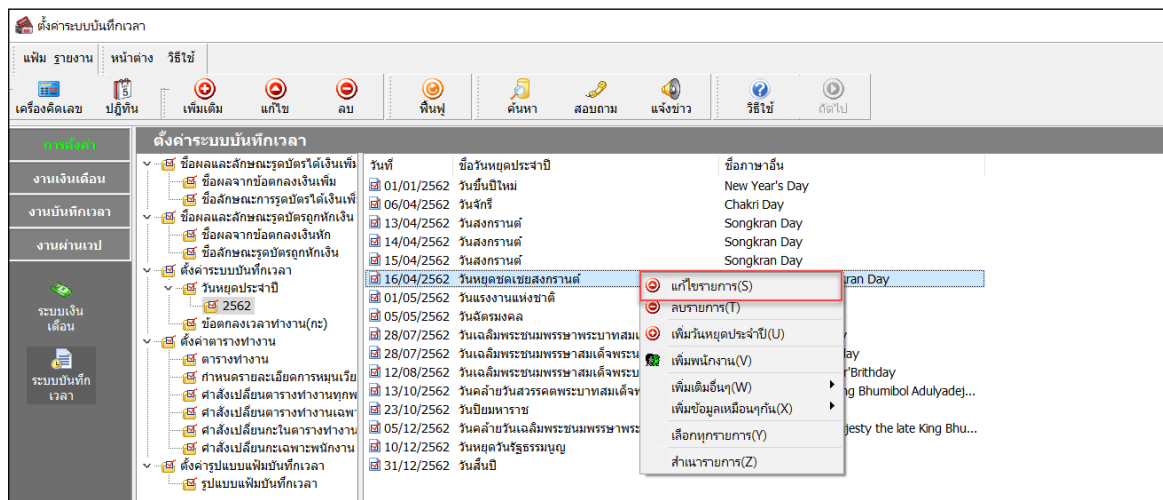 ตั้งค่าระบบบันทึกเวลา
แฟ้ม รายงาน หน้าต่าง วิธีใช้
เครื่องคิดเลข ปฏิทิน เพิ่มเติม แก้ไข ลบ ฟื้นฟู ค้นหา สอบถาม แจ้งข่าว วิธีใช้ ถัดไป
การตั้งค่า
งานเงินเดือน
งานบันทึกเวลา
งานผ่านเวป
ระบบเงิน
เดือน
ระบบบันทึก
เวลา
ตั้งค่าระบบบันทึกเวลา
ชื่อผลและลักษณะรูดบัตรได้เงินเพิ่ม
ชื่อผลจากข้อตกลงเงินเพิ่ม
ชื่อลักษณะการรูดบัตรได้เงินเพิ่
ชื่อผลและลักษณะรูดบัตรถูกหักเงิน
ชื่อผลจากข้อตกลงเงินหัก
ชื่อลักษณะรูดบัตรถูกหักเงิน
ตั้งค่าระบบบันทึกเวลา
วันหยุดประจำปี
2562
ข้อตกลงเวลาทำงาน(กะ)
ตั้งค่าตารางทำงาน
ตารางทำงาน
กำหนดรายละเอียดการหมุนเวีย
คำสั่งเปลี่ยนตารางทำงานทุกพ
คำสั่งเปลี่ยนตารางทำงานเฉพา
คำสั่งเปลี่ยนกะในตารางทำงาน
คำสั่งเปลี่ยนกะเฉพาะพนักงาน
ตั้งค่ารูปแบบแฟ้มบันทึกเวลา
รูปแบบแฟ้มบันทึกเวลา
วันที่ ชื่อวันหยุดประจำปี ชื่อภาษาอื่น
01/01/2562 วันขึ้นปีใหม่ New Year's Day
06/04/2562 วันจักรี Chakri Day
13/04/2562 วันสงกรานต์ Songkran Day
14/04/2562 วันสงกรานต์ Songkran Day
15/04/2562 วันสงกรานต์ Songkran Day
16/04/2562 วันหยุดชดเชยสงกรานต์ kran Day
01/05/2562 วันแรงงานแห่งชาติ
05/05/2562 วันฉัตรมงคล
28/07/2562 วันเฉลิมพระชนมพรรษาพระบาทสมเ
28/07/2562 วันเฉลิมพระชนมพรรษาสมเด็จพระน lay
12/08/2562 วันเฉลิมพระชนมพรรษาสมเด็จพระบ 'Brithday
13/10/2562 วันคล้ายวันสวรรคตพระบาทสมเด็จพ ng Bhumibol Adulyadej...
23/10/2562 วันปิยมหาราช
05/12/2562 วันคล้ายวันเฉลิมพระชนมพรรษาพระ jesty the late King Bhu...
10/12/2562 วันหยุดวันรัฐธรรมนูญ
31/12/2562 วันสิ้นปี
แก้ไขรายการ(S)
ลบรายการ(T)
เพิ่มวันหยุดประจำปี(U)
เพิ่มพนักงาน(V)
เพิ่มเติมอื่นๆ(W)
เพิ่มข้อมูลเหมือนๆกัน(X)
เลือกทุกรายการ(Y)
สำเนารายการ(Z)